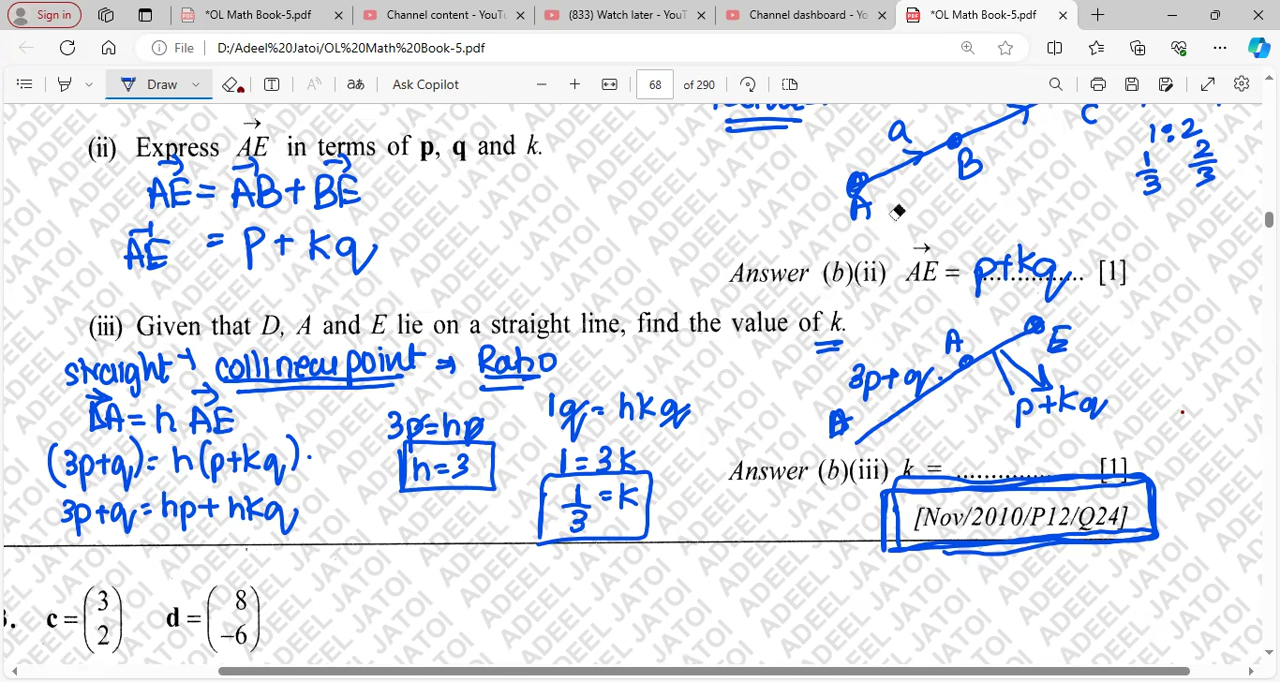 Sign in
*OL Math Book-5.pdf
Channel content - YouTu
(833) Watch later - YouT
Channel dashboard - Yo
*OL Math Book-5.pdf
File D:/Adeel%20Jatoi/OL%20Math%20Book-5.pdf
Draw
Ask Copilot
68 of 290
(ii) Express AE in terms of p, q and k.
AE = AB + BE
AE = p + kq
a
B
A
C
1:2
1/3 2/3
Answer (b)(ii) AE = p+kq [1]
(iii) Given that D, A and E lie on a straight line, find the value of k.
straight collinear point ⇒ Ratio
DA = h AE
(3p+q) = h(p+kq).
3p+q = hp + hkq
3p = hp
h = 3
1q = hkq
1 = 3k
1/3 = k
A
E
3p+q
p+kq
Answer (b)(iii) k = .............. [1]
[Nov/2010/P12/Q24]
c = (3 2) d = (8 −6)
ADEEL JATOI